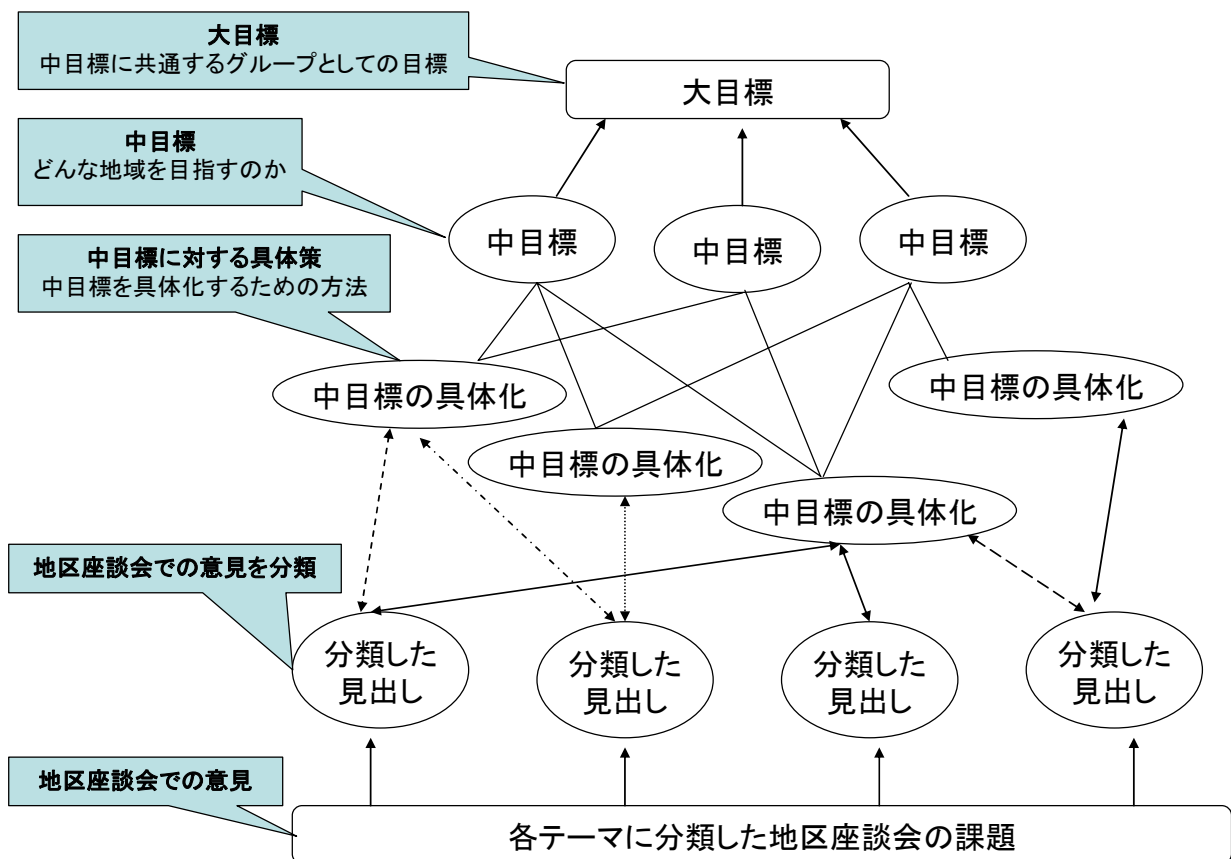 大目標
中目標に共通するグループとしての目標
大目標
中目標
どんな地域を目指すのか
中目標
中目標
中目標
中目標に対する具体策
中目標を具体化するための方法
中目標の具体化
中目標の具体化
中目標の具体化
中目標の具体化
地区座談会での意見を分類
分類した
見出し
分類した
見出し
分類した
見出し
分類した
見出し
地区座談会での意見
各テーマに分類した地区座談会の課題